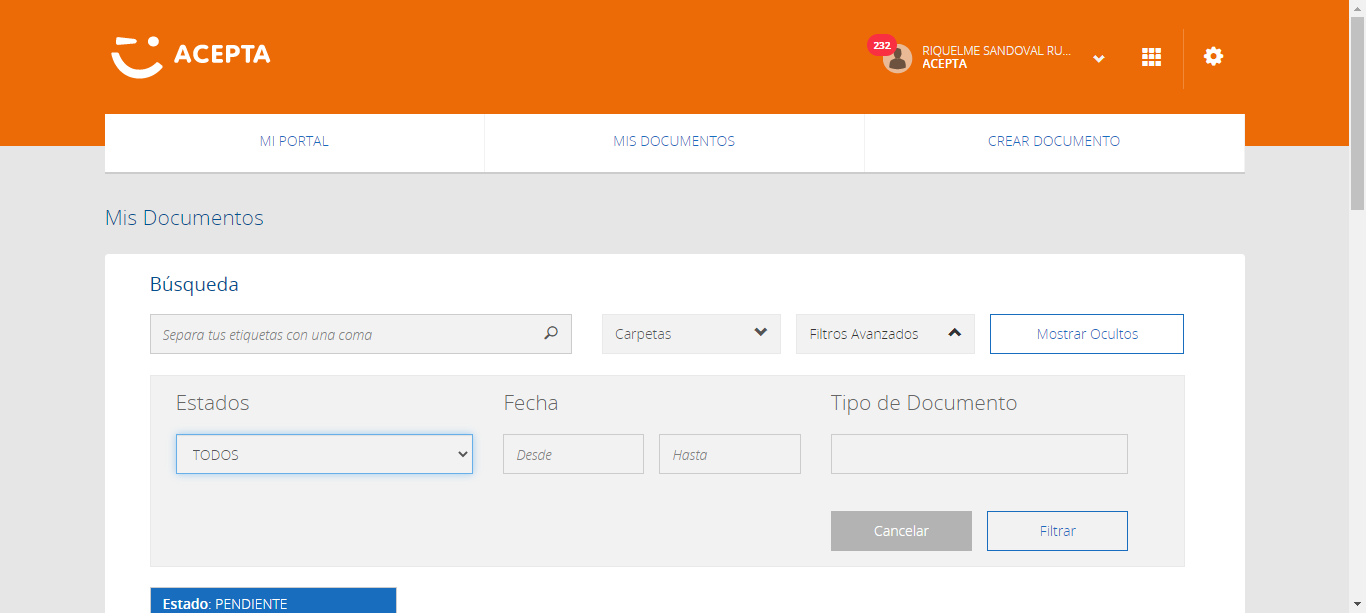 ACEPTA
232
RIQUELME SANDOVAL RU...
ACEPTA
MI PORTAL
MIS DOCUMENTOS
CREAR DOCUMENTO
Mis Documentos
Búsqueda
Separa tus etiquetas con una coma
Carpetas
Filtros Avanzados
Mostrar Ocultos
Estados
Fecha
Tipo de Documento
TODOS
Desde
Hasta
Cancelar
Filtrar
Estado: PENDIENTE